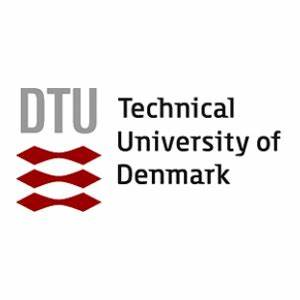 DTU
Technical
University of
Denmark